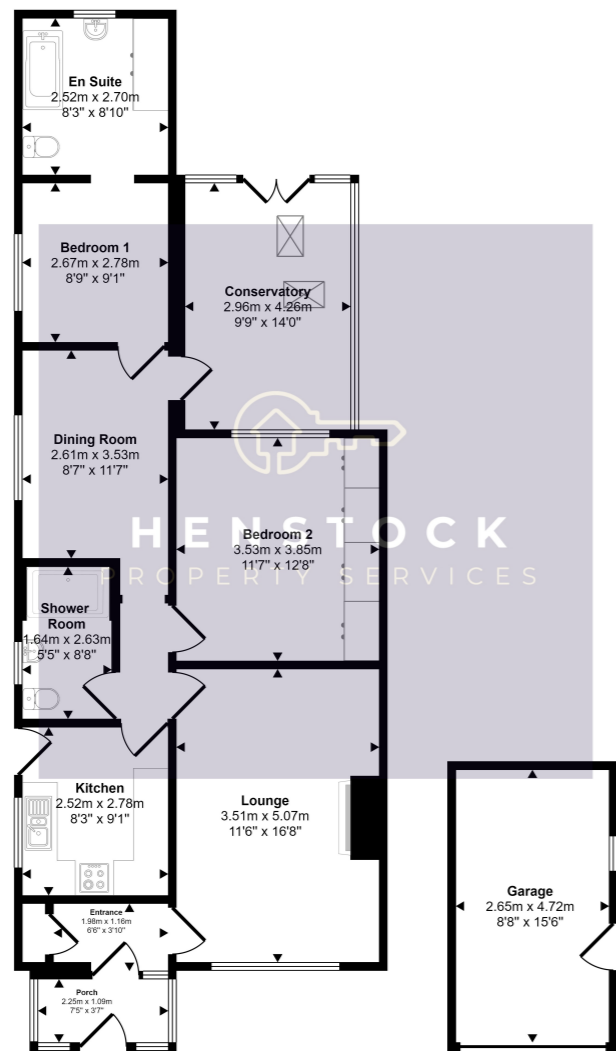 En Suite
2.52m x 2.70m
8'3" x 8'10"
Bedroom 1
2.67m x 2.78m
8'9" x 9'1"
Conservatory
2.96m x 4.26m
9'9" x 14'0"
Dining Room
2.61m x 3.53m
8'7" x 11'7"
HENSTOCK
PROPERTY SERVICES
Bedroom 2
3.53m x 3.85m
11'7" x 12'8"
Shower
Room
1.64m x 2.63m
5'5" x 8'8"
Kitchen
2.52m x 2.78m
8'3" x 9'1"
Lounge
3.51m x 5.07m
11'6" x 16'8"
Garage
2.65m x 4.72m
8'8" x 15'6"
Entrance
1.98m x 1.16m
6'6" x 3'10"
Porch
2.25m x 1.09m
7'5" x 3'7"